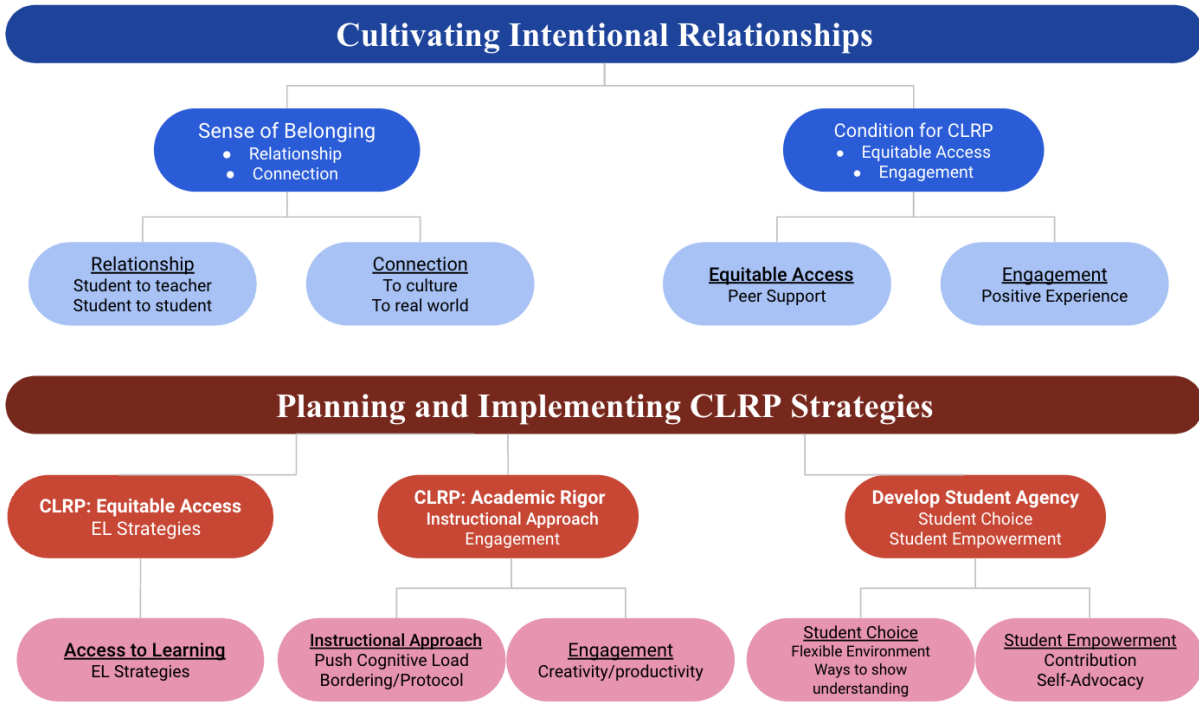 Cultivating Intentional Relationships
Sense of Belonging
● Relationship
● Connection
Condition for CLRP
● Equitable Access
● Engagement
Relationship
Student to teacher
Student to student
Connection
To culture
To real world
Equitable Access
Peer Support
Engagement
Positive Experience
Planning and Implementing CLRP Strategies
CLRP: Equitable Access
EL Strategies
CLRP: Academic Rigor
Instructional Approach
Engagement
Develop Student Agency
Student Choice
Student Empowerment
Access to Learning
EL Strategies
Instructional Approach
Push Cognitive Load
Bordering/Protocol
Engagement
Creativity/productivity
Student Choice
Flexible Environment
Ways to show
understanding
Student Empowerment
Contribution
Self-Advocacy